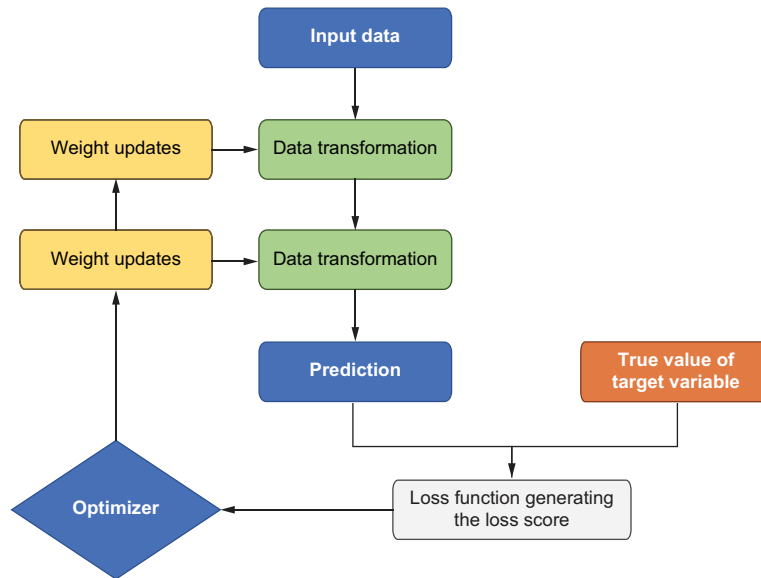 Input data
Weight updates
Data transformation
Weight updates
Data transformation
Prediction
True value of
target variable
Optimizer
Loss function generating
the loss score